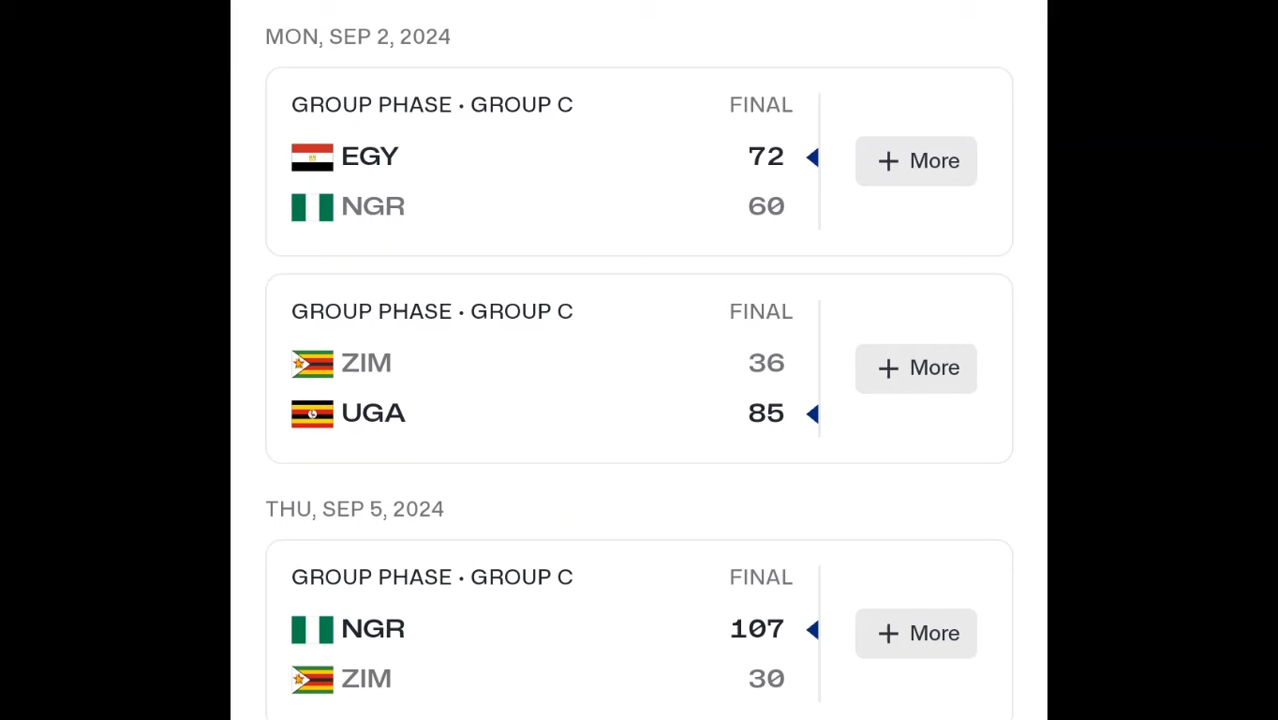 MON, SEP 2, 2024
GROUP PHASE • GROUP C FINAL
EGY 72
+ More
NGR 60
GROUP PHASE • GROUP C FINAL
ZIM 36
+ More
UGA 85
THU, SEP 5, 2024
GROUP PHASE • GROUP C FINAL
NGR 107
+ More
ZIM 30